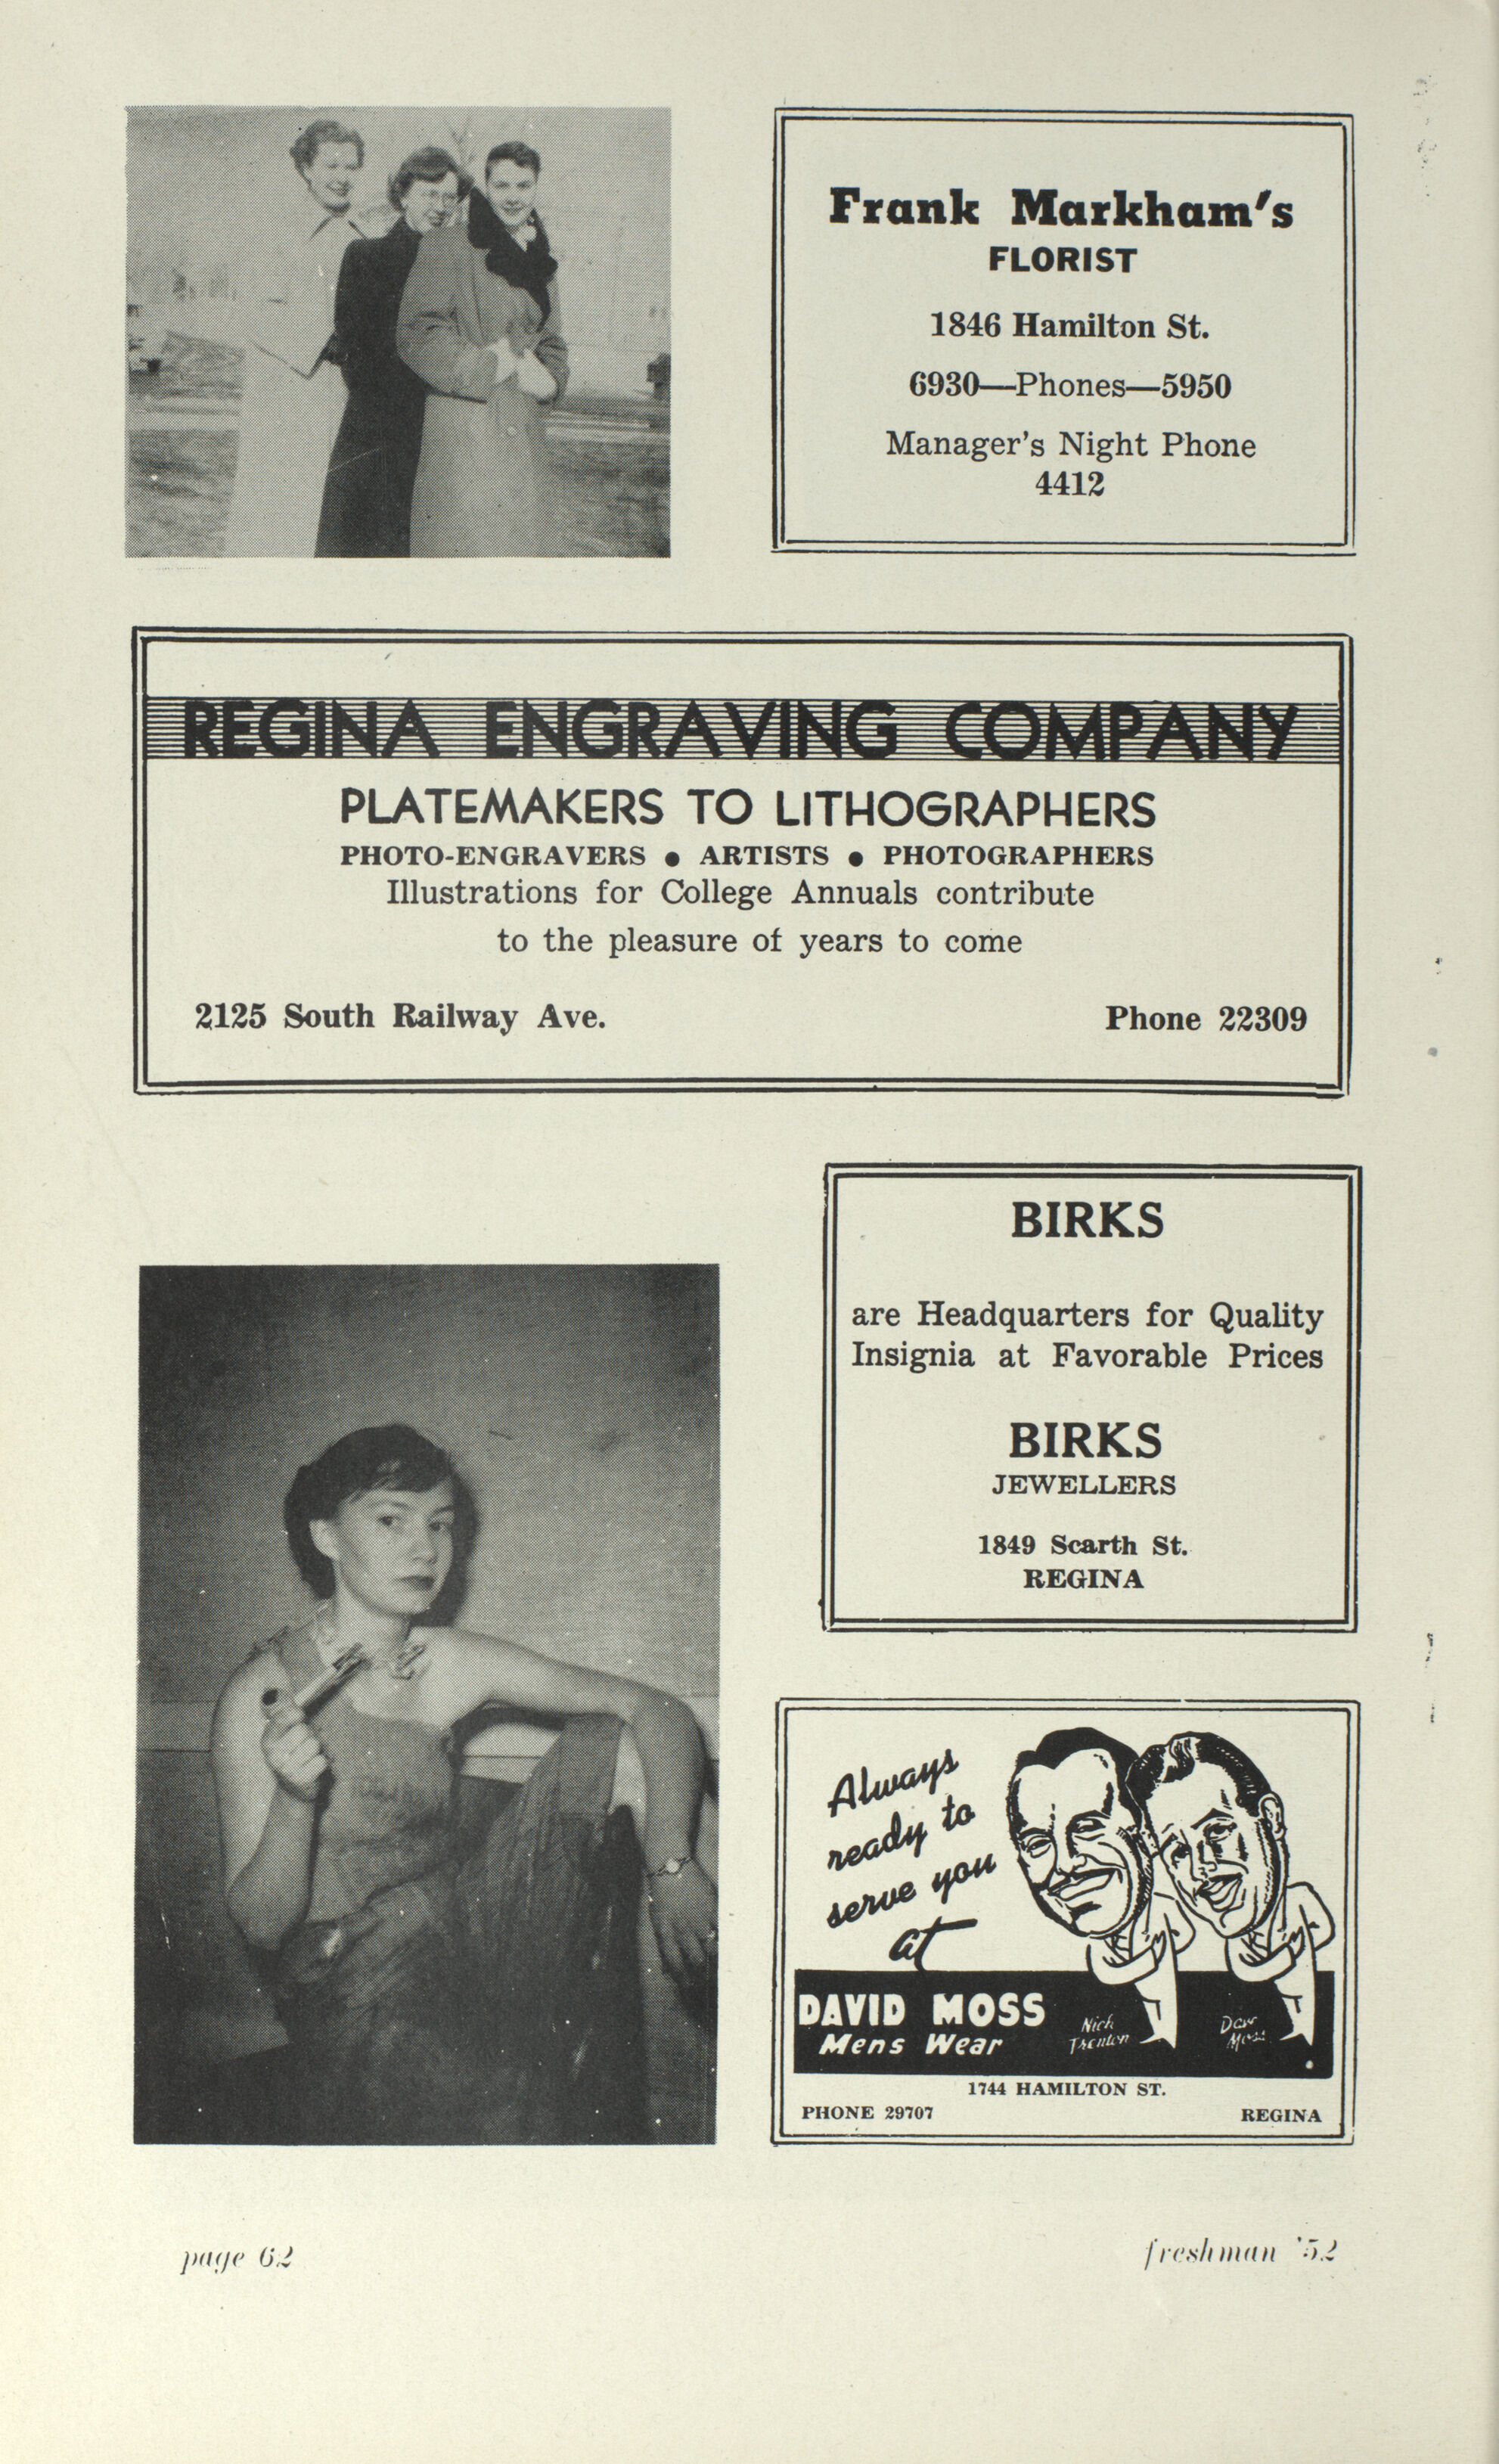 Frank Markham's
FLORIST
1846 Hamilton St.
6930—Phones—5950
Manager's Night Phone
4412
REGINA ENGRAVING COMPANY
PLATEMAKERS TO LITHOGRAPHERS
PHOTO-ENGRAVERS ● ARTISTS ● PHOTOGRAPHERS
Illustrations for College Annuals contribute
to the pleasure of years to come
2125 South Railway Ave. Phone 22309
BIRKS
are Headquarters for Quality
Insignia at Favorable Prices
BIRKS
JEWELLERS
1849 Scarth St.
REGINA
Always
ready to
serve you
at
DAVID MOSS
Mens Wear
Nick
Trenton
Dave
Moss
1744 HAMILTON ST.
PHONE 29707 REGINA
page 62 freshman '52